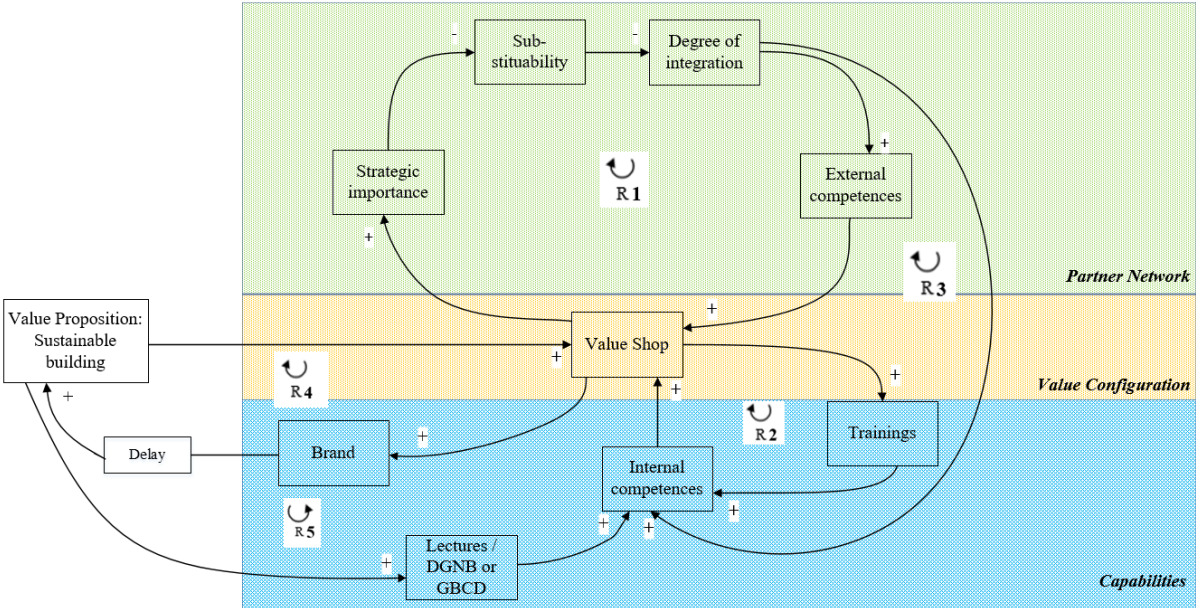 -
Sub-
stituability
-
Degree of
integration
+
Strategic
importance
R1
External
competences
+
R3
Partner Network
Value Proposition:
Sustainable
building
+
Value Shop
+
+
R4
+
Value Configuration
+
+
R2
Delay
Brand
+
Trainings
Internal
competences
+
R5
+
+
+
Lectures /
DGNB or
GBCD
Capabilities